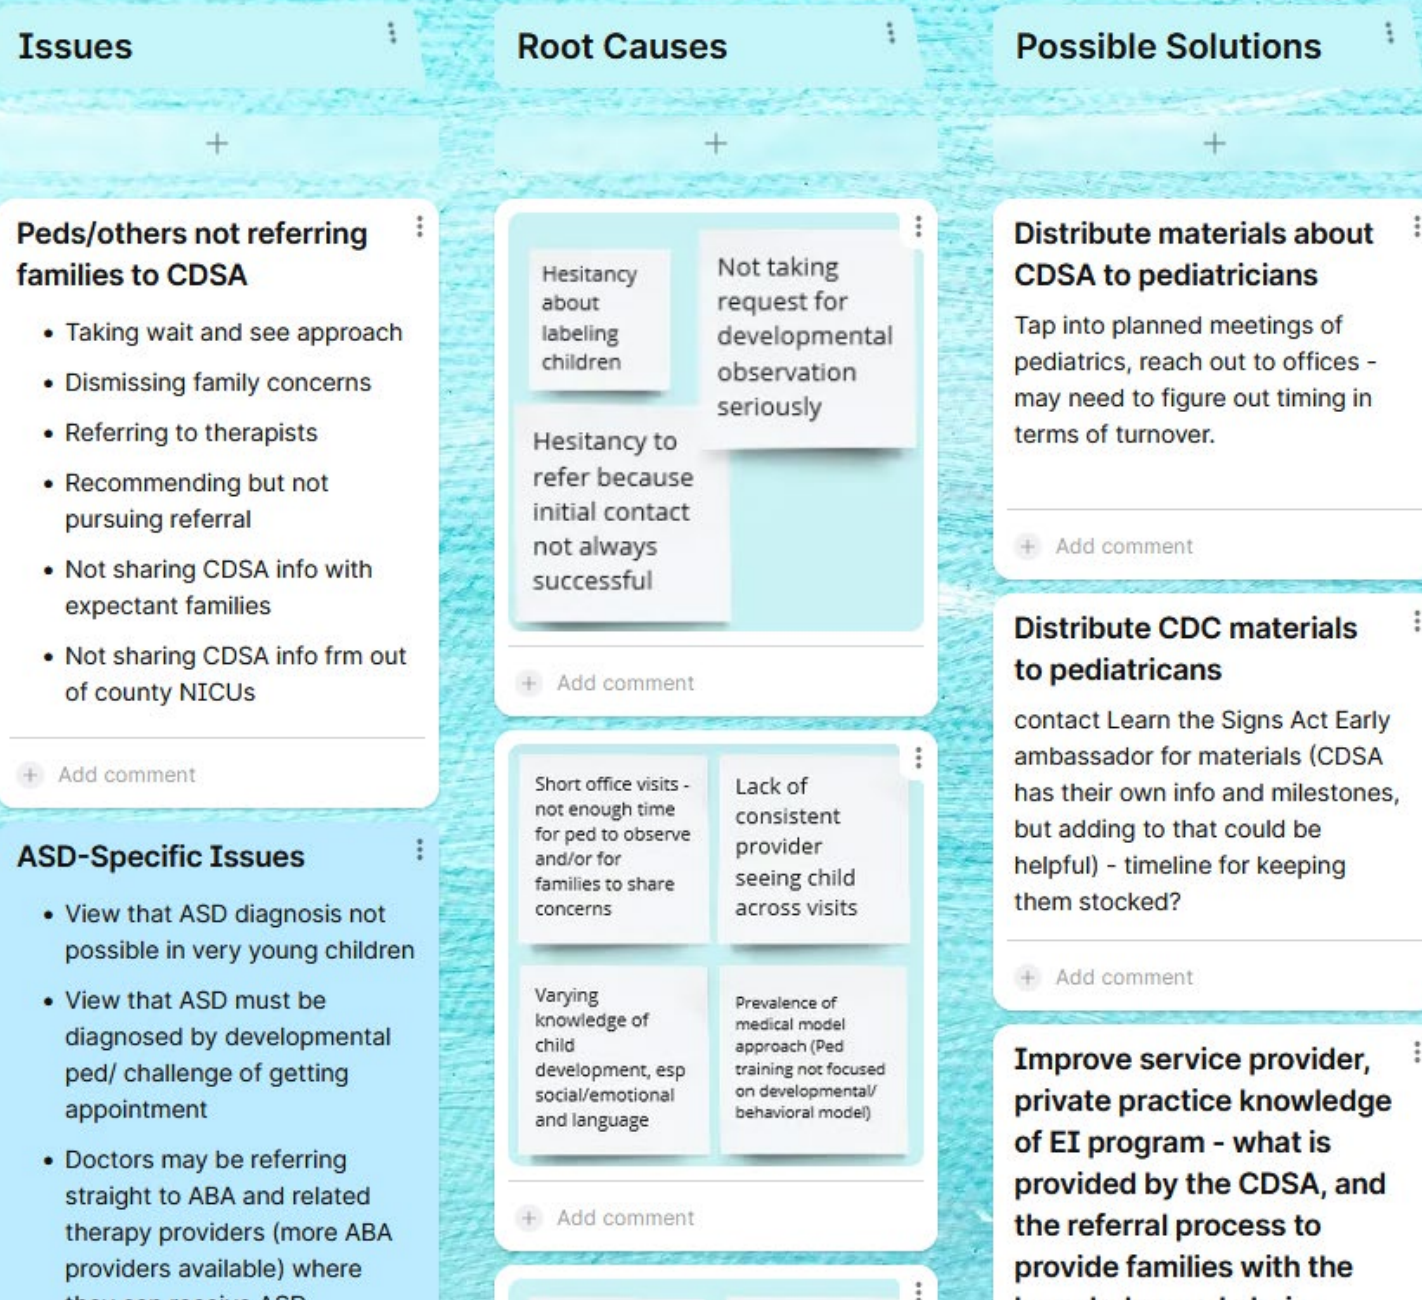 Issues
Peds/others not referring
families to CDSA
• Taking wait and see approach
• Dismissing family concerns
• Referring to therapists
• Recommending but not
pursuing referral
• Not sharing CDSA info with
expectant families
• Not sharing CDSA info frm out
of county NICUs
Add comment
ASD-Specific Issues
• View that ASD diagnosis not
possible in very young children
• View that ASD must be
diagnosed by developmental
ped/ challenge of getting
appointment
• Doctors may be referring
straight to ABA and related
therapy providers (more ABA
providers available) where
Root Causes
Hesitancy
about
labeling
children
Not taking
request for
developmental
observation
seriously
Hesitancy to
refer because
initial contact
not always
successful
Add comment
Short office visits -
not enough time
for ped to observe
and/or for
families to share
concerns
Lack of
consistent
provider
seeing child
across visits
Varying
knowledge of
child
development, esp
social/emotional
and language
Prevalence of
medical model
approach (Ped
training not focused
on developmental/
behavioral model)
Add comment
Possible Solutions
Distribute materials about
CDSA to pediatricians
Tap into planned meetings of
pediatrics, reach out to offices -
may need to figure out timing in
terms of turnover.
Add comment
Distribute CDC materials
to pediatricans
contact Learn the Signs Act Early
ambassador for materials (CDSA
has their own info and milestones,
but adding to that could be
helpful) - timeline for keeping
them stocked?
Add comment
Improve service provider,
private practice knowledge
of EI program - what is
provided by the CDSA, and
the referral process to
provide families with the